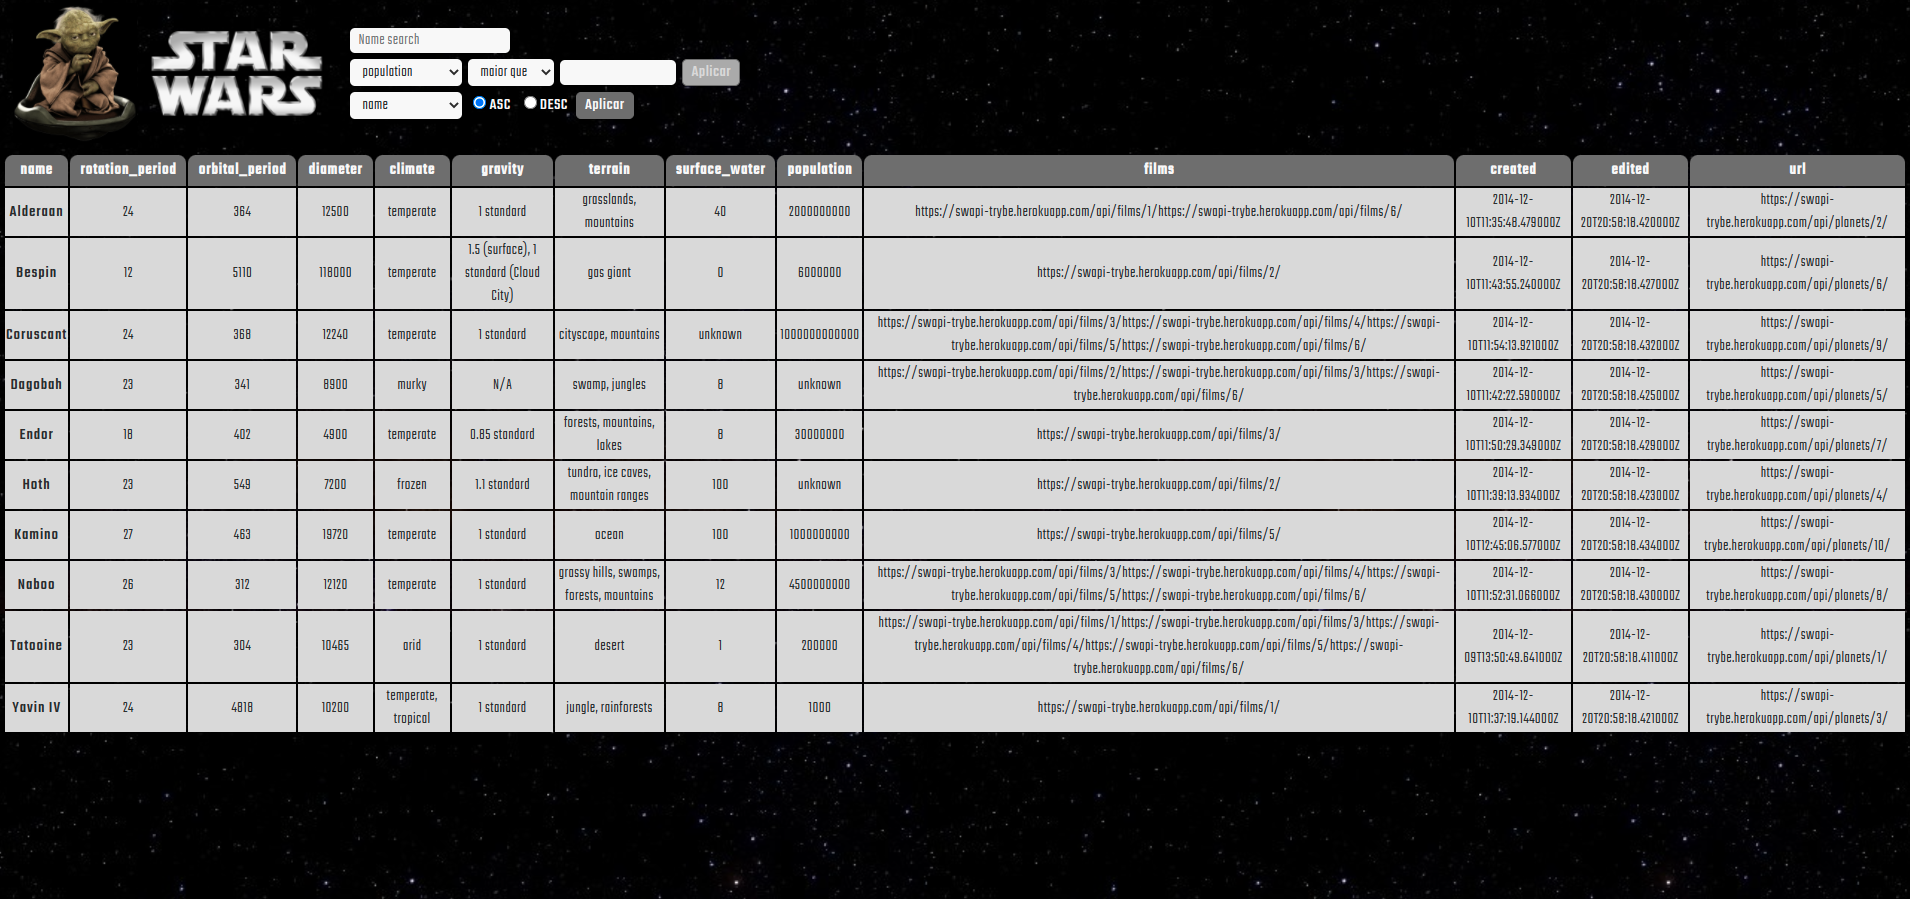 STAR
WARS
Name search
population maior que Aplicar
name ASC DESC Aplicar
name rotation_period orbital_period diameter climate gravity terrain surface_water population films created edited url
Alderaan 24 364 12500 temperate 1 standard grasslands, mountains 40 2000000000 https://swapi-trybe.herokuapp.com/api/films/1/https://swapi-trybe.herokuapp.com/api/films/6/ 2014-12-10T11:35:48.479000Z 2014-12-20T20:58:18.420000Z https://swapi-trybe.herokuapp.com/api/planets/2/
Bespin 12 5110 118000 temperate 1.5 (surface), 1 standard (Cloud City) gas giant 0 6000000 https://swapi-trybe.herokuapp.com/api/films/2/ 2014-12-10T11:43:55.240000Z 2014-12-20T20:58:18.427000Z https://swapi-trybe.herokuapp.com/api/planets/6/
Coruscant 24 368 12240 temperate 1 standard cityscape, mountains unknown 1000000000000 https://swapi-trybe.herokuapp.com/api/films/3/https://swapi-trybe.herokuapp.com/api/films/4/https://swapi-trybe.herokuapp.com/api/films/5/https://swapi-trybe.herokuapp.com/api/films/6/ 2014-12-10T11:54:13.921000Z 2014-12-20T20:58:18.432000Z https://swapi-trybe.herokuapp.com/api/planets/9/
Dagobah 23 341 8900 murky N/A swamp, jungles 8 unknown https://swapi-trybe.herokuapp.com/api/films/2/https://swapi-trybe.herokuapp.com/api/films/3/https://swapi-trybe.herokuapp.com/api/films/6/ 2014-12-10T11:42:22.590000Z 2014-12-20T20:58:18.425000Z https://swapi-trybe.herokuapp.com/api/planets/5/
Endor 18 402 4900 temperate 0.85 standard forests, mountains, lakes 8 30000000 https://swapi-trybe.herokuapp.com/api/films/3/ 2014-12-10T11:50:29.349000Z 2014-12-20T20:58:18.429000Z https://swapi-trybe.herokuapp.com/api/planets/7/
Hoth 23 549 7200 frozen 1.1 standard tundra, ice caves, mountain ranges 100 unknown https://swapi-trybe.herokuapp.com/api/films/2/ 2014-12-10T11:39:13.934000Z 2014-12-20T20:58:18.423000Z https://swapi-trybe.herokuapp.com/api/planets/4/
Kamino 27 463 19720 temperate 1 standard ocean 100 1000000000 https://swapi-trybe.herokuapp.com/api/films/5/ 2014-12-10T12:45:06.577000Z 2014-12-20T20:58:18.434000Z https://swapi-trybe.herokuapp.com/api/planets/10/
Naboo 26 312 12120 temperate 1 standard grassy hills, swamps, forests, mountains 12 4500000000 https://swapi-trybe.herokuapp.com/api/films/3/https://swapi-trybe.herokuapp.com/api/films/4/https://swapi-trybe.herokuapp.com/api/films/5/https://swapi-trybe.herokuapp.com/api/films/6/ 2014-12-10T11:52:31.066000Z 2014-12-20T20:58:18.430000Z https://swapi-trybe.herokuapp.com/api/planets/8/
Tatooine 23 304 10465 arid 1 standard desert 1 200000 https://swapi-trybe.herokuapp.com/api/films/1/https://swapi-trybe.herokuapp.com/api/films/3/https://swapi-trybe.herokuapp.com/api/films/4/https://swapi-trybe.herokuapp.com/api/films/5/https://swapi-trybe.herokuapp.com/api/films/6/ 2014-12-09T13:50:49.641000Z 2014-12-20T20:58:18.411000Z https://swapi-trybe.herokuapp.com/api/planets/1/
Yavin IV 24 4818 10200 temperate, tropical 1 standard jungle, rainforests 8 1000 https://swapi-trybe.herokuapp.com/api/films/1/ 2014-12-10T11:37:19.144000Z 2014-12-20T20:58:18.421000Z https://swapi-trybe.herokuapp.com/api/planets/3/